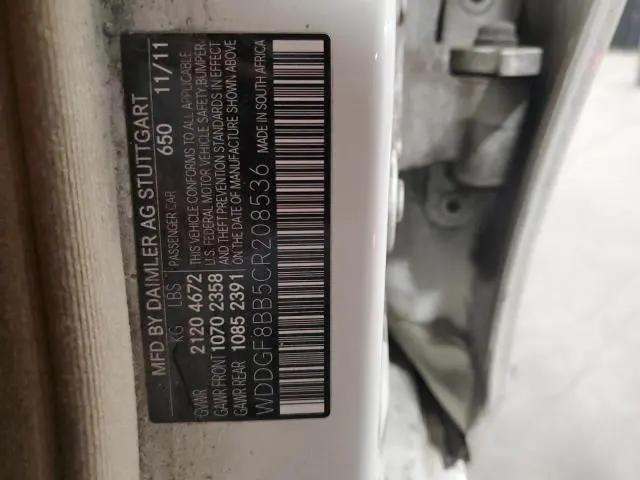 MFD BY DAIMLER AG STUTTGART
650 11/11
KG LBS PASSENGER CAR
GVWR 2120 4672 THIS VEHICLE CONFORMS TO ALL APPLICABLE
U.S. FEDERAL MOTOR VEHICLE SAFETY/BUMPER
GAWR FRONT 1070 2358 AND THEFT PREVENTION STANDARDS IN EFFECT
GAWR REAR 1085 2391 ON THE DATE OF MANUFACTURE SHOWN ABOVE
WDDGF8BB5CR208536 MADE IN SOUTH AFRICA